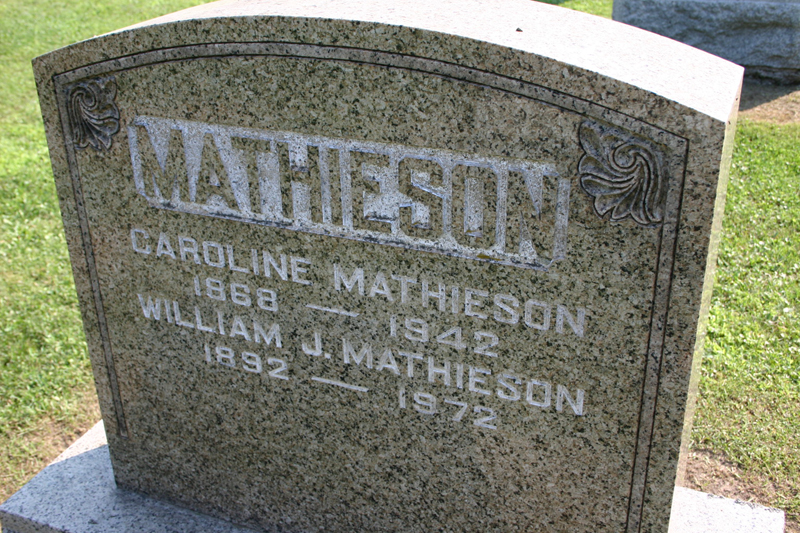 MATHIESON
CAROLINE MATHIESON
1868 — 1942
WILLIAM J. MATHIESON
1892 — 1972